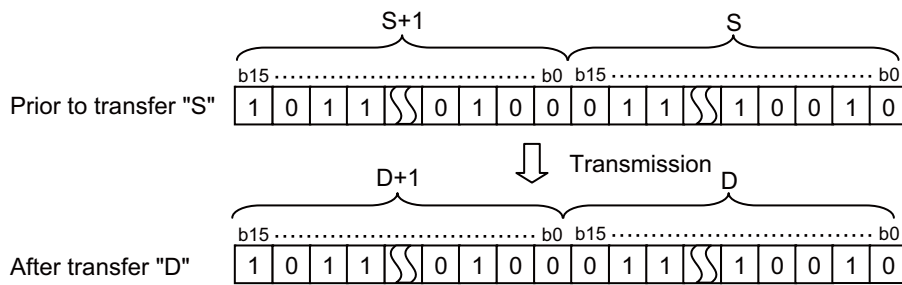 S+1 S
b15 ………… b0 b15 ………… b0
Prior to transfer "S" 1 0 1 1 0 1 0 0 0 1 1 1 0 0 1 0
Transmission
D+1 D
b15 ………… b0 b15 ………… b0
After transfer "D" 1 0 1 1 0 1 0 0 0 1 1 1 0 0 1 0